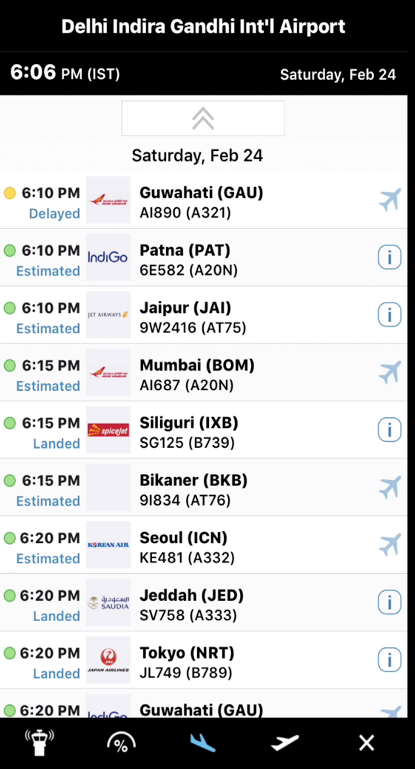 Delhi Indira Gandhi Int'l Airport
6:06 PM (IST) Saturday, Feb 24
Saturday, Feb 24
6:10 PM Guwahati (GAU)
Delayed AI890 (A321)
6:10 PM IndiGo Patna (PAT)
Estimated 6E582 (A20N)
6:10 PM JET AIRWAYS Jaipur (JAI)
Estimated 9W2416 (AT75)
6:15 PM Mumbai (BOM)
Estimated AI687 (A20N)
6:15 PM spicejet Siliguri (IXB)
Landed SG125 (B739)
6:15 PM Bikaner (BKB)
Estimated 9I834 (AT76)
6:20 PM KOREAN AIR Seoul (ICN)
Estimated KE481 (A332)
6:20 PM السعودية SAUDIA Jeddah (JED)
Landed SV758 (A333)
6:20 PM JAPAN AIRLINES Tokyo (NRT)
Landed JL749 (B789)
6:20 PM IndiGo Guwahati (GAU)
%